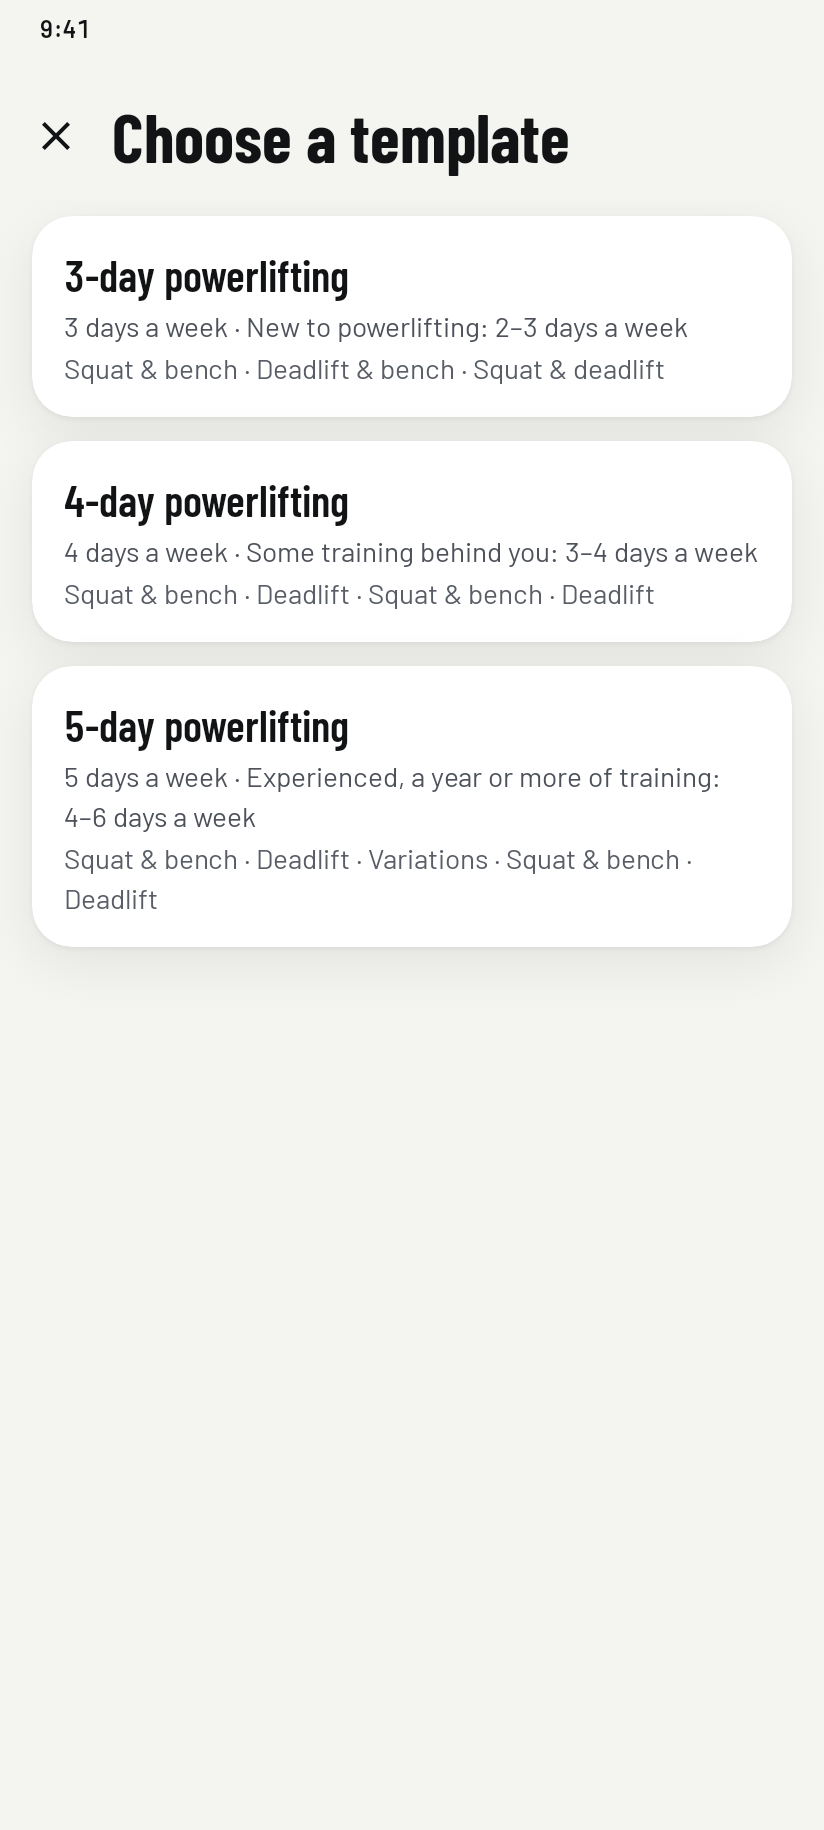 9:41
Choose a template
3-day powerlifting
3 days a week · New to powerlifting: 2–3 days a week
Squat & bench · Deadlift & bench · Squat & deadlift
4-day powerlifting
4 days a week · Some training behind you: 3–4 days a week
Squat & bench · Deadlift · Squat & bench · Deadlift
5-day powerlifting
5 days a week · Experienced, a year or more of training:
4–6 days a week
Squat & bench · Deadlift · Variations · Squat & bench ·
Deadlift